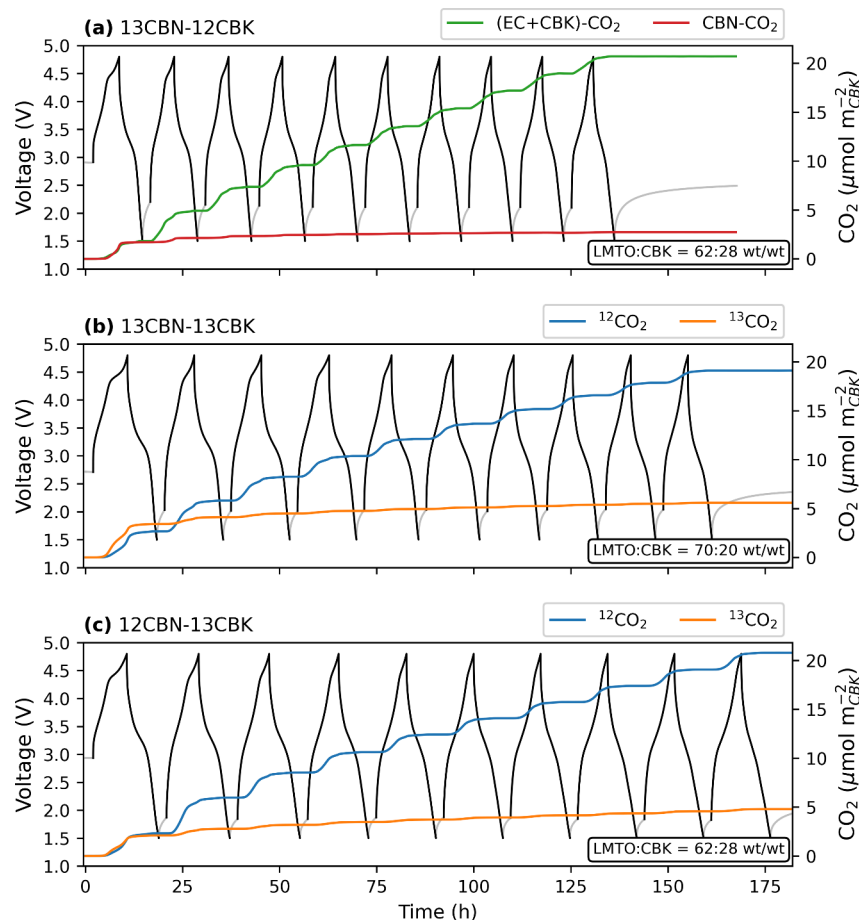 (a) 13CBN-12CBK
(EC+CBK)-CO₂
CBN-CO₂
5.0
4.5
4.0
3.5
3.0
2.5
2.0
1.5
1.0
Voltage (V)
20
15
10
5
0
CO₂ (μmol m⁻²CBK)
LMTO:CBK = 62:28 wt/wt
(b) 13CBN-13CBK
¹²CO₂
¹³CO₂
5.0
4.5
4.0
3.5
3.0
2.5
2.0
1.5
1.0
Voltage (V)
20
15
10
5
0
CO₂ (μmol m⁻²CBK)
LMTO:CBK = 70:20 wt/wt
(c) 12CBN-13CBK
¹²CO₂
¹³CO₂
5.0
4.5
4.0
3.5
3.0
2.5
2.0
1.5
1.0
Voltage (V)
20
15
10
5
0
CO₂ (μmol m⁻²CBK)
LMTO:CBK = 62:28 wt/wt
0 25 50 75 100 125 150 175
Time (h)